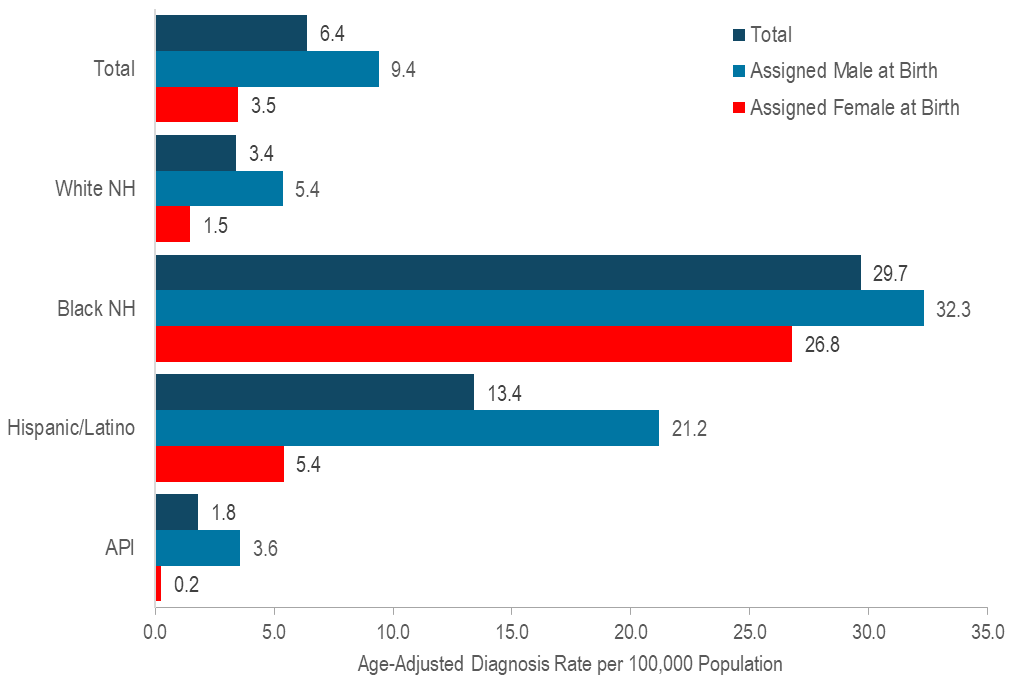 Total
Assigned Male at Birth
Assigned Female at Birth
Total
6.4
9.4
3.5
White NH
3.4
5.4
1.5
Black NH
29.7
32.3
26.8
Hispanic/Latino
13.4
21.2
5.4
API
1.8
3.6
0.2
0.0 5.0 10.0 15.0 20.0 25.0 30.0 35.0
Age-Adjusted Diagnosis Rate per 100,000 Population